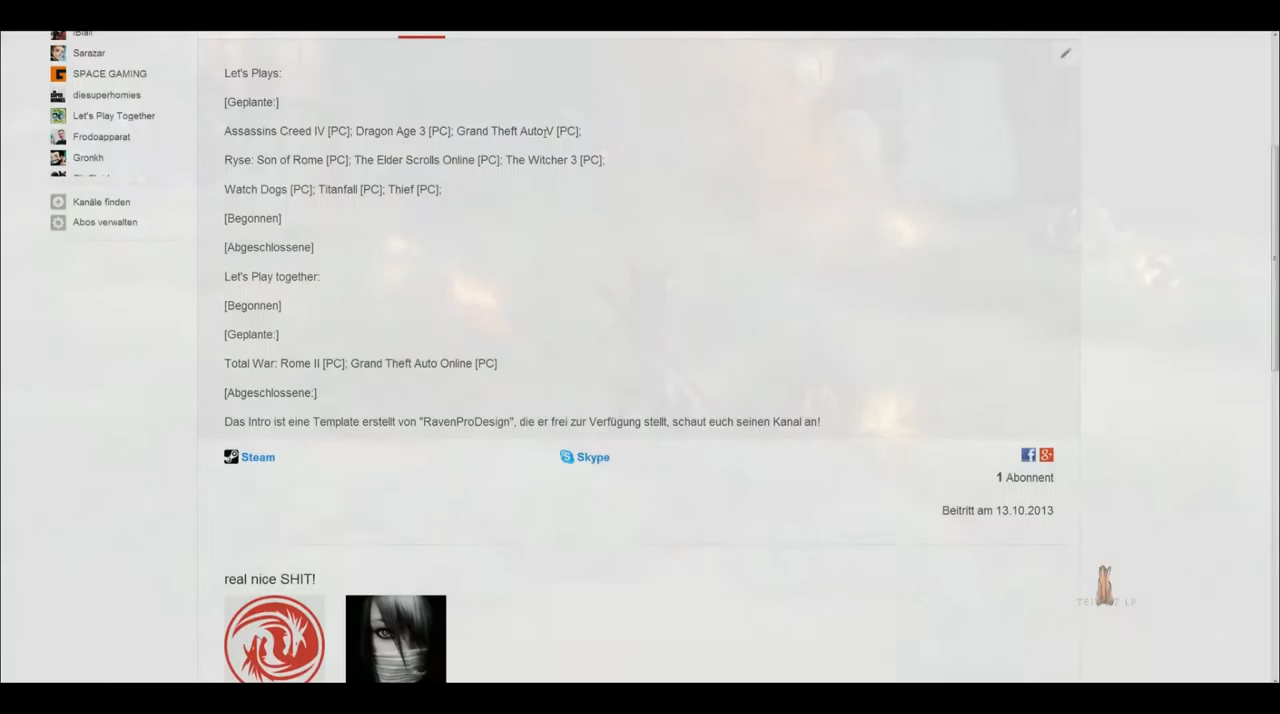 Sarazar
SPACE GAMING
diesuperhomies
Let's Play Together
Frodoapparat
Gronkh
Kanäle finden
Abos verwalten
Let's Plays:
[Geplante:]
Assassins Creed IV [PC]; Dragon Age 3 [PC]; Grand Theft Auto V [PC];
Ryse: Son of Rome [PC]; The Elder Scrolls Online [PC]; The Witcher 3 [PC];
Watch Dogs [PC]; Titanfall [PC]; Thief [PC];
[Begonnen]
[Abgeschlossene]
Let's Play together:
[Begonnen]
[Geplante:]
Total War: Rome II [PC]; Grand Theft Auto Online [PC]
[Abgeschlossene:]
Das Intro ist eine Template erstellt von "RavenProDesign", die er frei zur Verfügung stellt, schaut euch seinen Kanal an!
Steam
Skype
1 Abonnent
Beitritt am 13.10.2013
real nice SHIT!